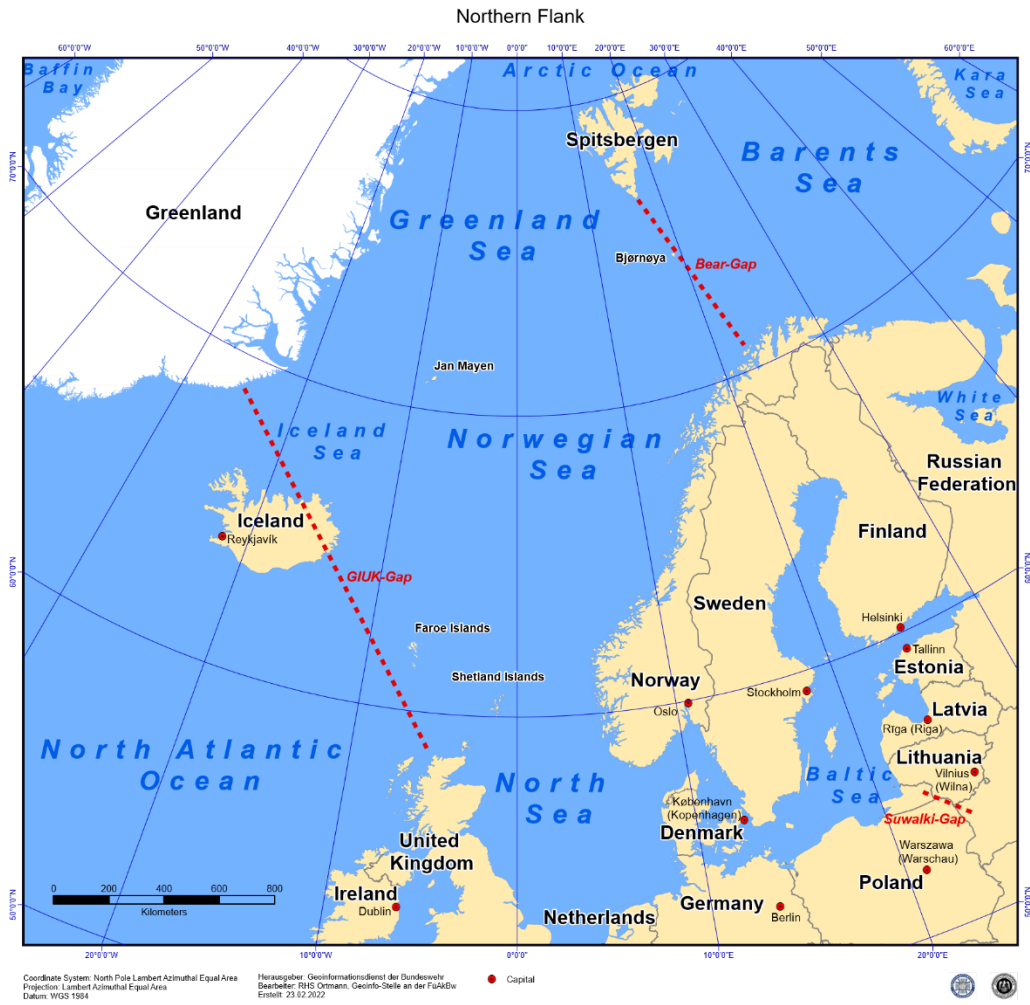 Northern Flank
60°0'0"W
50°0'0"W
40°0'0"W
30°0'0"W
20°0'0"W
10°0'0"W
0°0'0"
10°0'0"E
20°0'0"E
30°0'0"E
40°0'0"E
50°0'0"E
60°0'0"E
Baffin
Bay
Arctic Ocean
Kara
Sea
Spitsbergen
Barents
Sea
70°0'0"N
70°0'0"N
Greenland
Greenland
Sea
Bjørnøya
Bear-Gap
Jan Mayen
White
Sea
Iceland
Sea
Norwegian
Sea
Russian
Federation
Iceland
Reykjavík
Finland
GIUK-Gap
60°0'0"N
60°0'0"N
Sweden
Helsinki
Faroe Islands
Tallinn
Estonia
Shetland Islands
Norway
Oslo
Stockholm
Latvia
Rīga (Riga)
North Atlantic
Ocean
North
Sea
Baltic
Sea
Lithuania
Vilnius
(Wilna)
København
(Kopenhagen)
Denmark
Suwalki-Gap
United
Kingdom
Warszawa
(Warschau)
Poland
0 200 400 600 800
Kilometers
Ireland
Dublin
Netherlands
Germany
Berlin
50°0'0"N
50°0'0"N
20°0'0"W
10°0'0"W
0°0'0"
10°0'0"E
20°0'0"E
Coordinate System: North Pole Lambert Azimuthal Equal Area
Projection: Lambert Azimuthal Equal Area
Datum: WGS 1984
Herausgeber: Geoinformationsdienst der Bundeswehr
Bearbeiter: RHS Ortmann, Geoinfo-Stelle an der FüAkBw
Erstellt: 23.02.2022
Capital